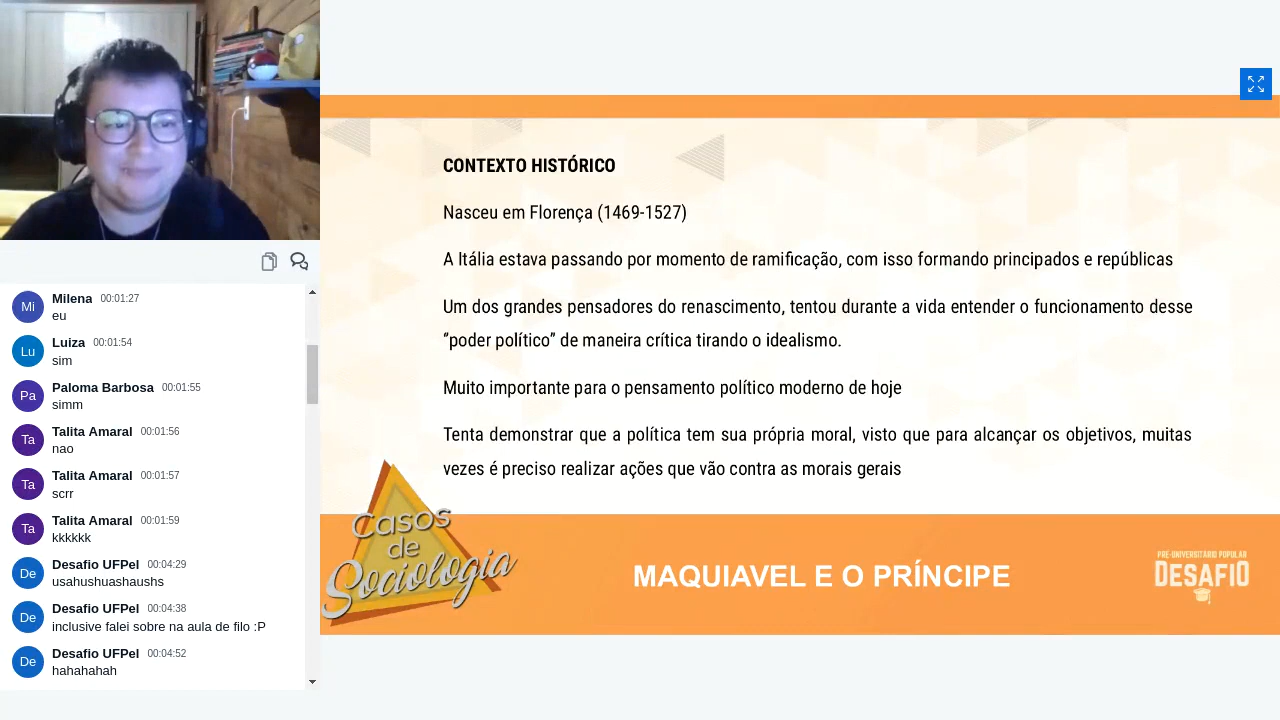 CONTEXTO HISTÓRICO
Nasceu em Florença (1469-1527)
A Itália estava passando por momento de ramificação, com isso formando principados e repúblicas
Um dos grandes pensadores do renascimento, tentou durante a vida entender o funcionamento desse
“poder político” de maneira crítica tirando o idealismo.
Muito importante para o pensamento político moderno de hoje
Tenta demonstrar que a política tem sua própria moral, visto que para alcançar os objetivos, muitas
vezes é preciso realizar ações que vão contra as morais gerais
Casos
de
Sociologia
MAQUIAVEL E O PRÍNCIPE
PRÉ-UNIVERSITÁRIO POPULAR
DESAFIO
Mi
Milena 00:01:27
eu
Lu
Luiza 00:01:54
sim
Pa
Paloma Barbosa 00:01:55
simm
Ta
Talita Amaral 00:01:56
nao
Ta
Talita Amaral 00:01:57
scrr
Ta
Talita Amaral 00:01:59
kkkkkk
De
Desafio UFPel 00:04:29
usahushuashaushs
De
Desafio UFPel 00:04:38
inclusive falei sobre na aula de filo :P
De
Desafio UFPel 00:04:52
hahahahah